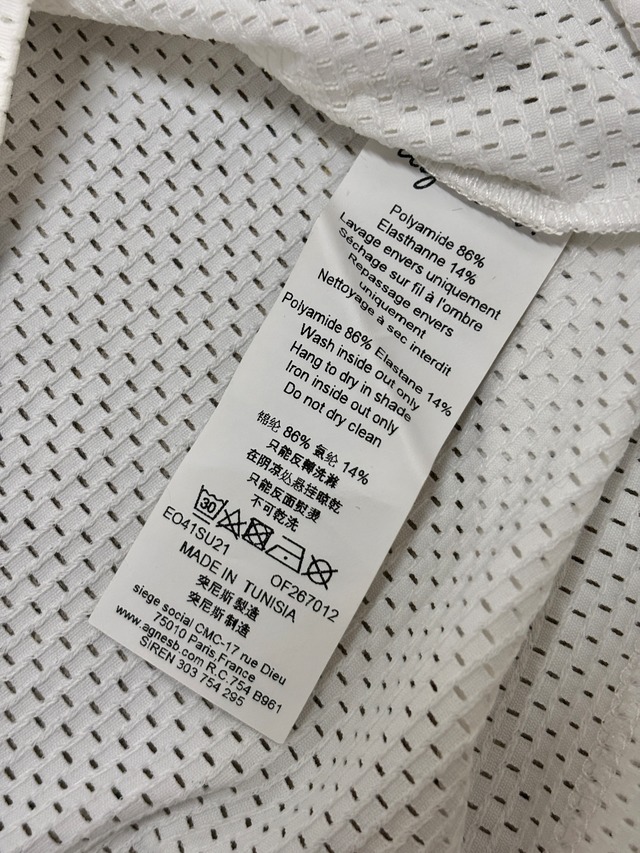 Polyamide 86%
Elasthanne 14%
Lavage envers uniquement
Séchage sur fil à l'ombre
Repassage envers
uniquement
Nettoyage à sec interdit
Polyamide 86% Elastane 14%
Wash inside out only
Hang to dry in shade
Iron inside out only
Do not dry clean
锦纶 86% 氨纶 14%
只能反轉洗滌
在阴凉处悬挂晾乾
只能反面熨燙
不可乾洗
30
EO41SU21 OF267012
MADE IN TUNISIA
突尼斯製造
突尼斯制造
siege social CMC-17 rue Dieu
75010 Paris France
www.agnesb.com R.C.754 B961
SIREN 303 754 295